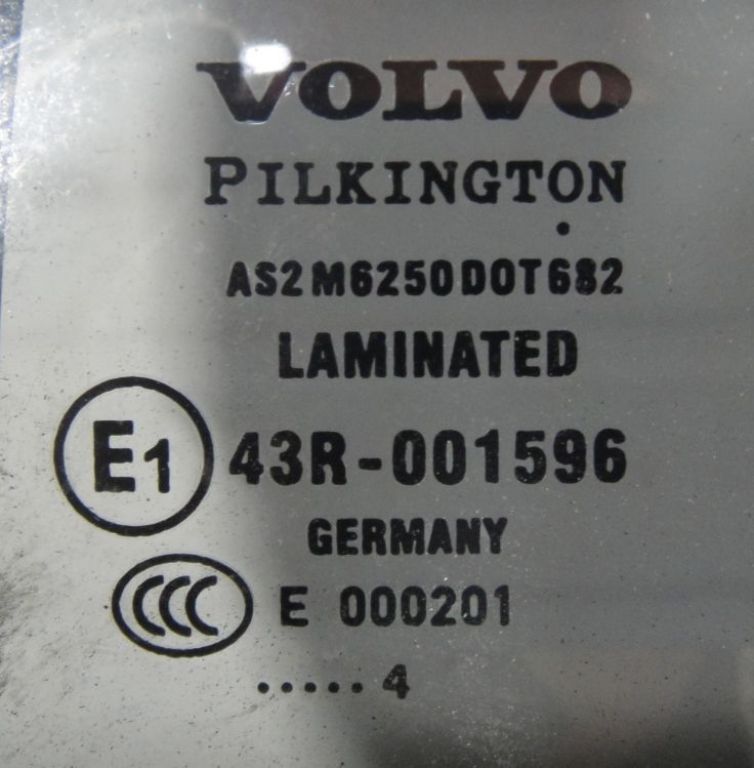 VOLVO
PILKINGTON
AS2 M6250 DOT682
LAMINATED
E1 43R-001596
GERMANY
CCC E 000201
.....4